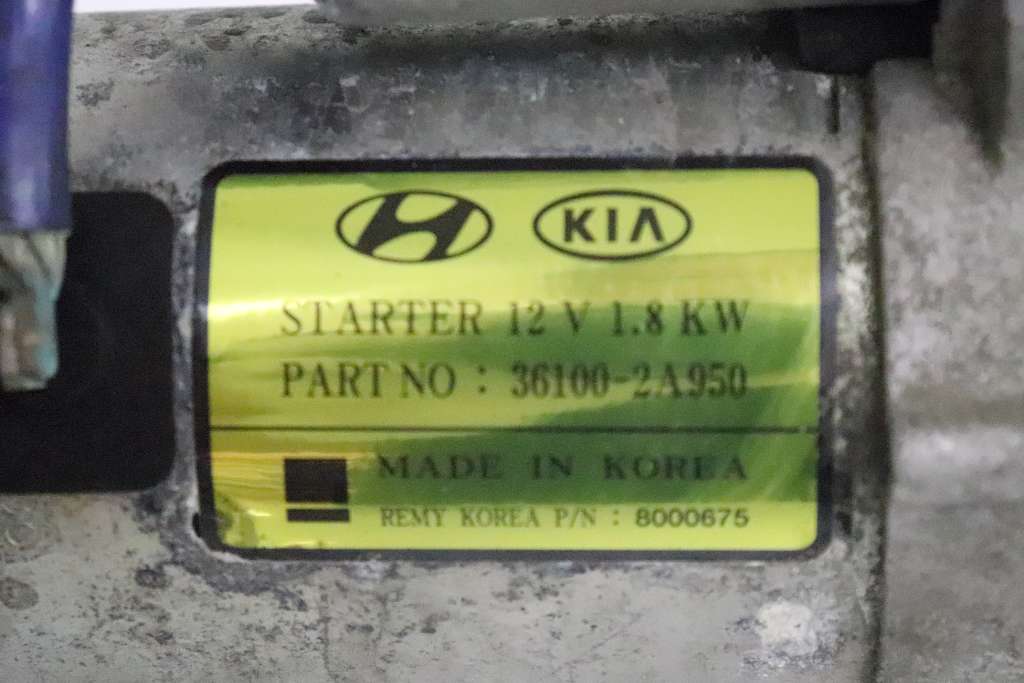 KIA
STARTER 12 V 1.8 KW
PART NO : 36100-2A950
MADE IN KOREA
REMY KOREA P/N : 8000675